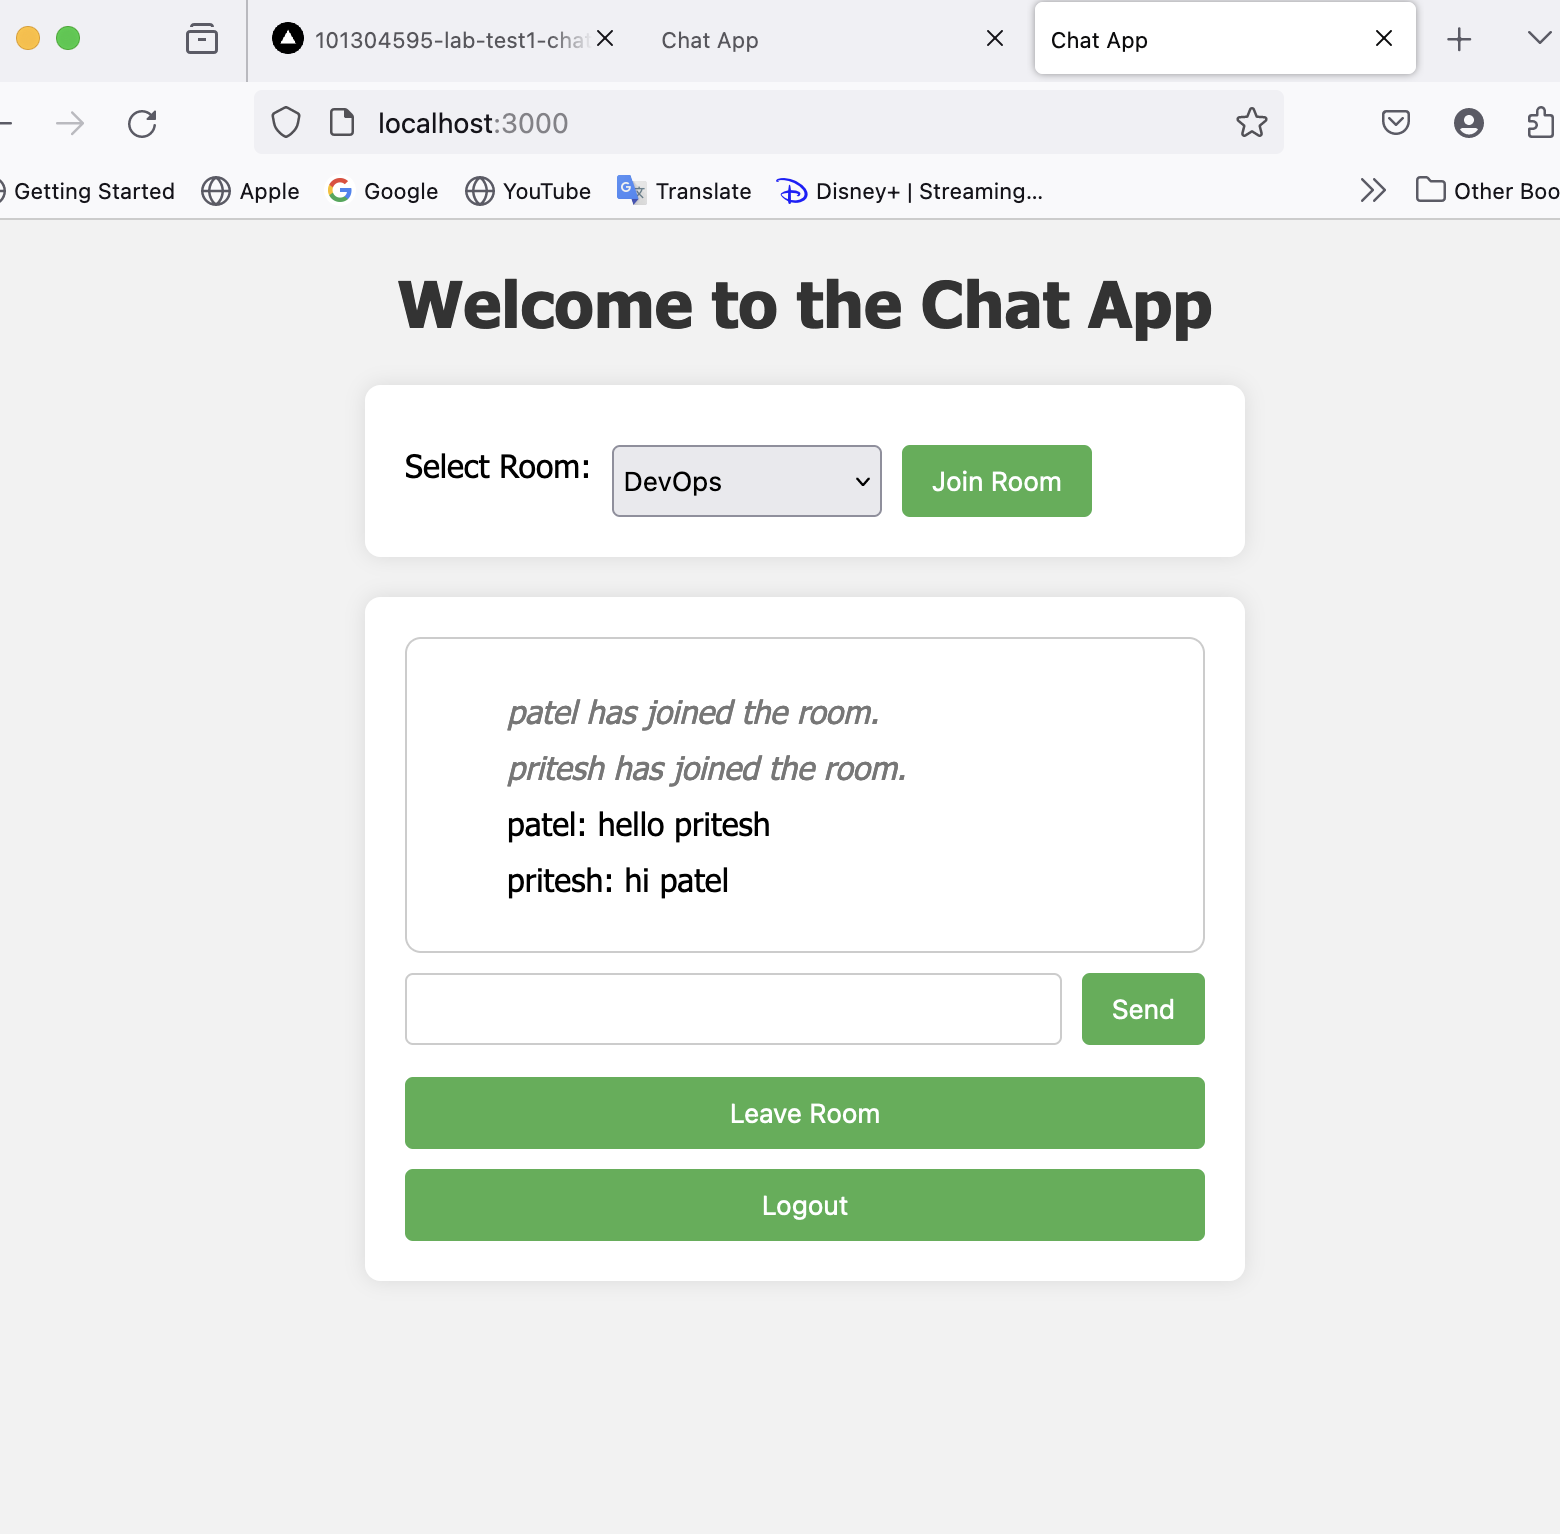 101304595-lab-test1-chat
Chat App
Chat App
localhost:3000
Getting Started
Apple
Google
YouTube
Translate
Disney+ | Streaming...
Other Boo
Welcome to the Chat App
Select Room:
DevOps
Join Room
patel has joined the room.
pritesh has joined the room.
patel: hello pritesh
pritesh: hi patel
Send
Leave Room
Logout